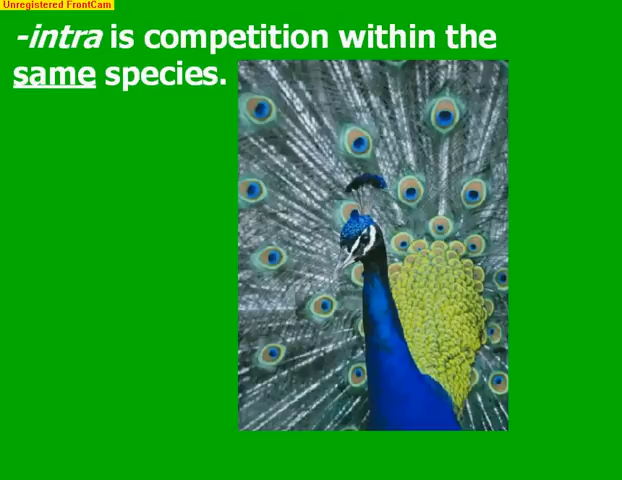 Unregistered FrontCam
-intra is competition within the
same species.